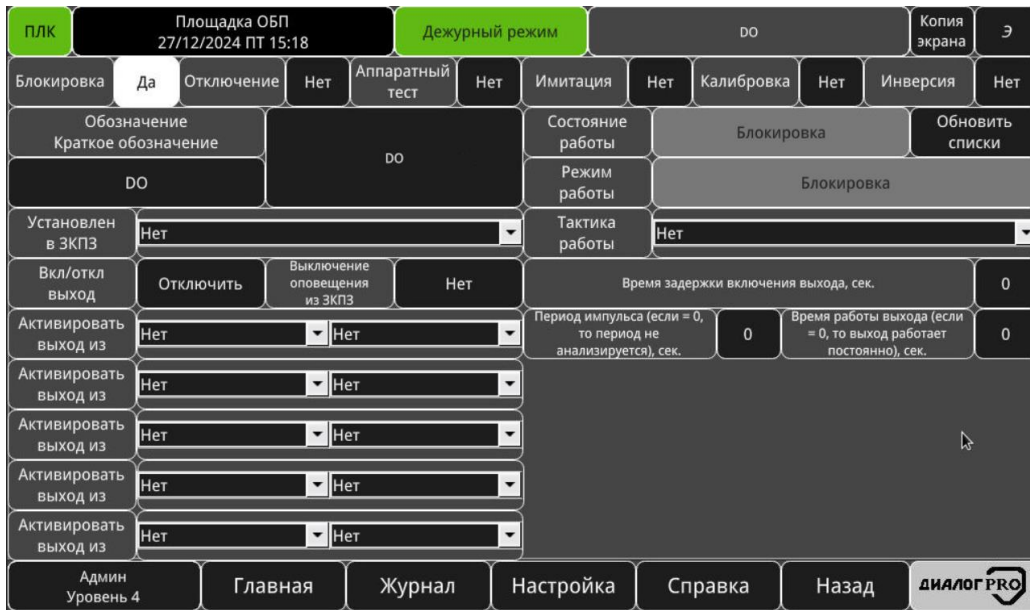 ПЛК
Площадка ОБП
27/12/2024 ПТ 15:18
Дежурный режим
DO
Копия
экрана
Э
Блокировка
Да
Отключение
Нет
Аппаратный
тест
Нет
Имитация
Нет
Калибровка
Нет
Инверсия
Нет
Обозначение
Краткое обозначение
DO
DO
Состояние
работы
Блокировка
Обновить
списки
Режим
работы
Блокировка
Установлен
в ЗКПЗ
Нет
Тактика
работы
Нет
Вкл/откл
выход
Отключить
Выключение
оповещения
из ЗКПЗ
Нет
Время задержки включения выхода, сек.
0
Активировать
выход из
Нет
Нет
Период импульса (если = 0,
то период не
анализируется), сек.
0
Время работы выхода (если
= 0, то выход работает
постоянно), сек.
0
Активировать
выход из
Нет
Нет
Активировать
выход из
Нет
Нет
Активировать
выход из
Нет
Нет
Активировать
выход из
Нет
Нет
Админ
Уровень 4
Главная
Журнал
Настройка
Справка
Назад
ДИАЛОГ PRO